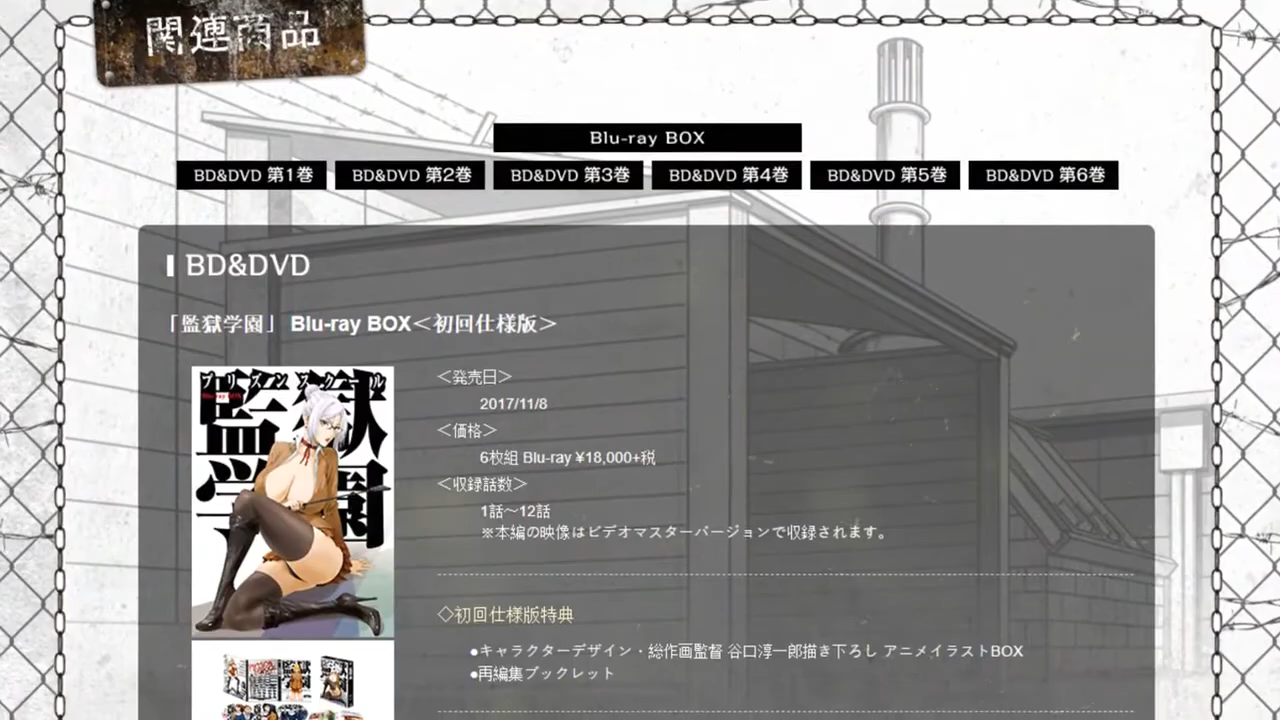 関連商品
Blu-ray BOX
BD&DVD 第1巻
BD&DVD 第2巻
BD&DVD 第3巻
BD&DVD 第4巻
BD&DVD 第5巻
BD&DVD 第6巻
BD&DVD
「監獄学園」 Blu-ray BOX＜初回仕様版＞
プリズンスクール
Blu-ray BOX
監獄
学園
＜発売日＞
2017/11/8
＜価格＞
6枚組 Blu-ray ¥18,000+税
＜収録話数＞
1話～12話
※本編の映像はビデオマスターバージョンで収録されます。
◇初回仕様版特典
●キャラクターデザイン・総作画監督 谷口淳一郎描き下ろし アニメイラストBOX
●再編集ブックレット